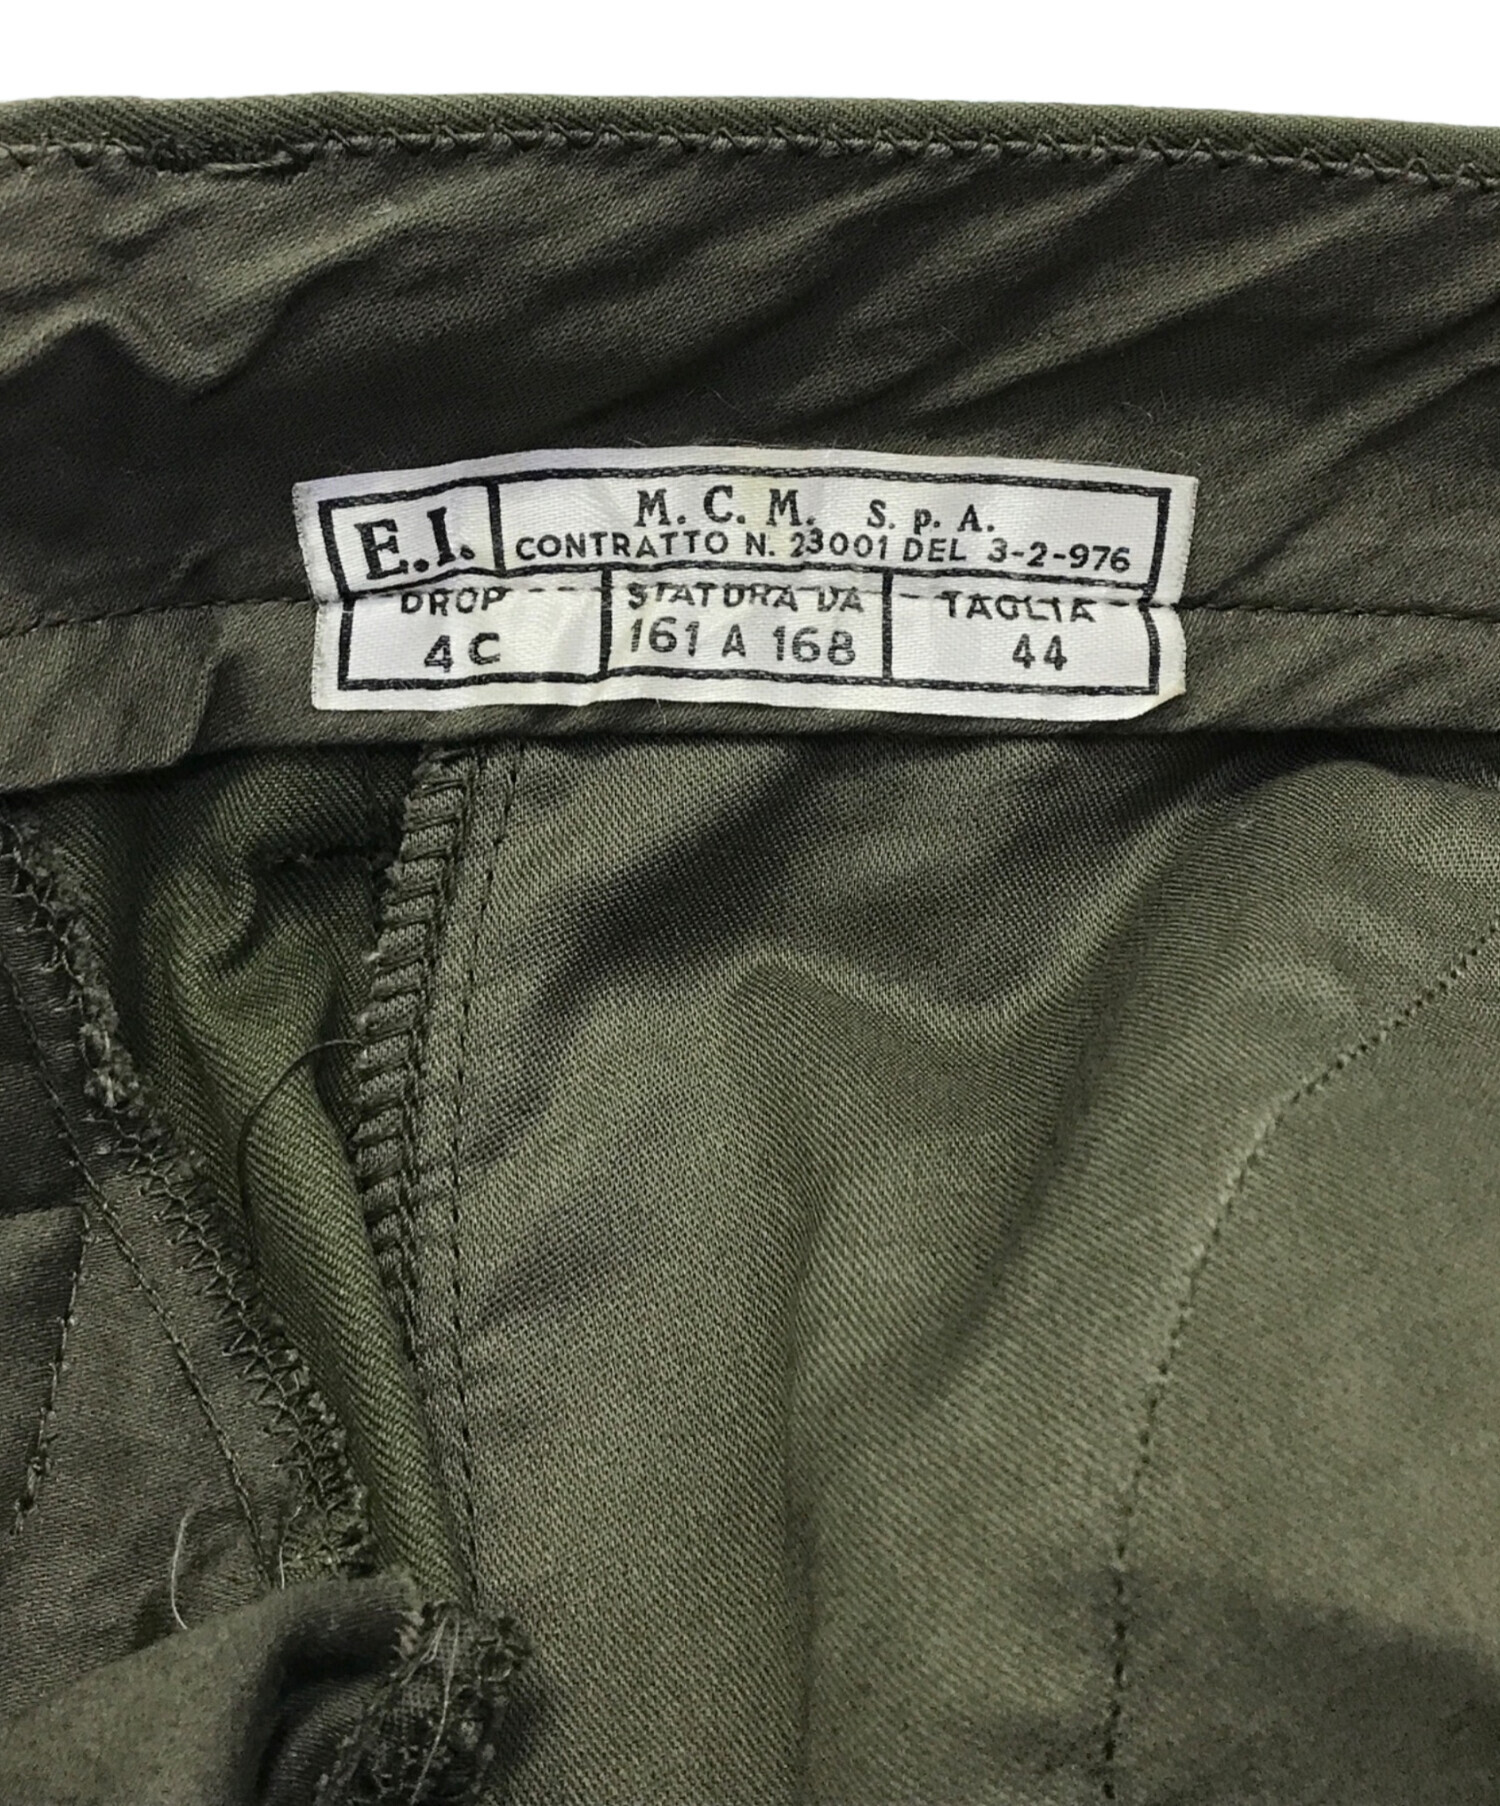 E.I.
M. C. M. S. p. A.
CONTRATTO N. 23001 DEL 3-2-976
DROP STATURA DA TAGLIA
4C 161 A 168 44